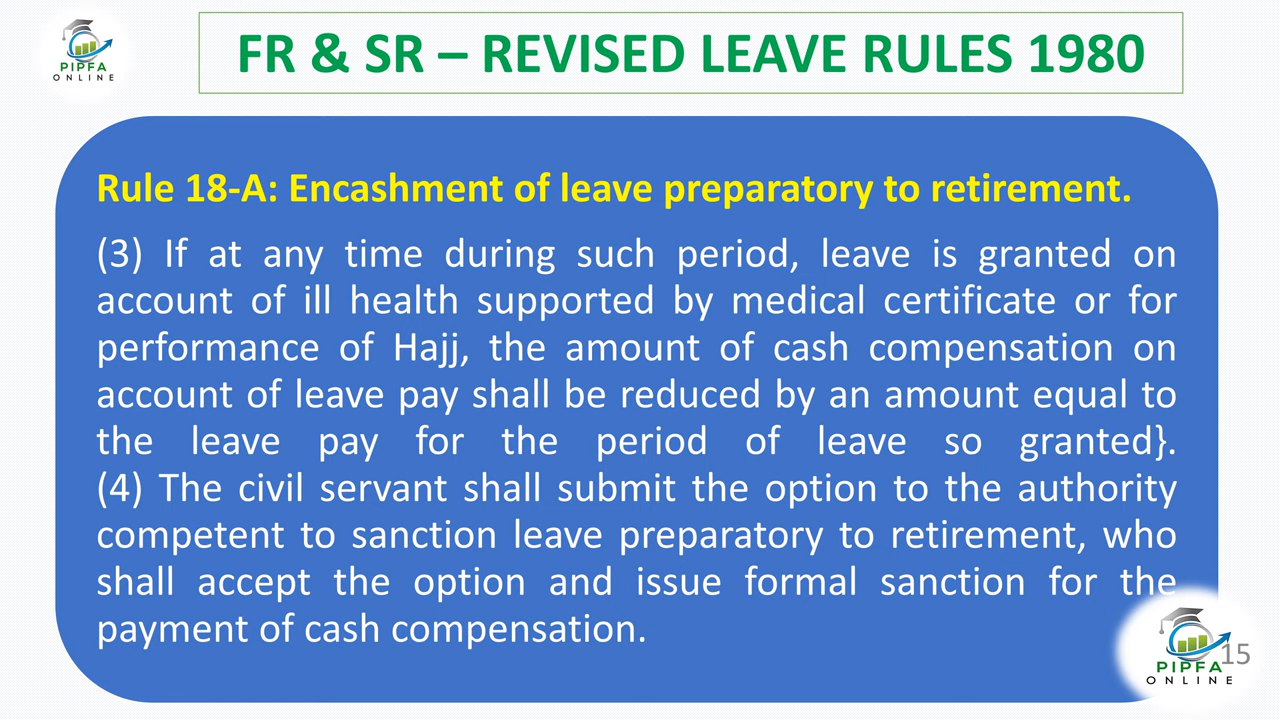 PIPFA
ONLINE
FR & SR – REVISED LEAVE RULES 1980
Rule 18-A: Encashment of leave preparatory to retirement.
(3) If at any time during such period, leave is granted on
account of ill health supported by medical certificate or for
performance of Hajj, the amount of cash compensation on
account of leave pay shall be reduced by an amount equal to
the leave pay for the period of leave so granted}.
(4) The civil servant shall submit the option to the authority
competent to sanction leave preparatory to retirement, who
shall accept the option and issue formal sanction for the
payment of cash compensation.
15
PIPFA
ONLINE